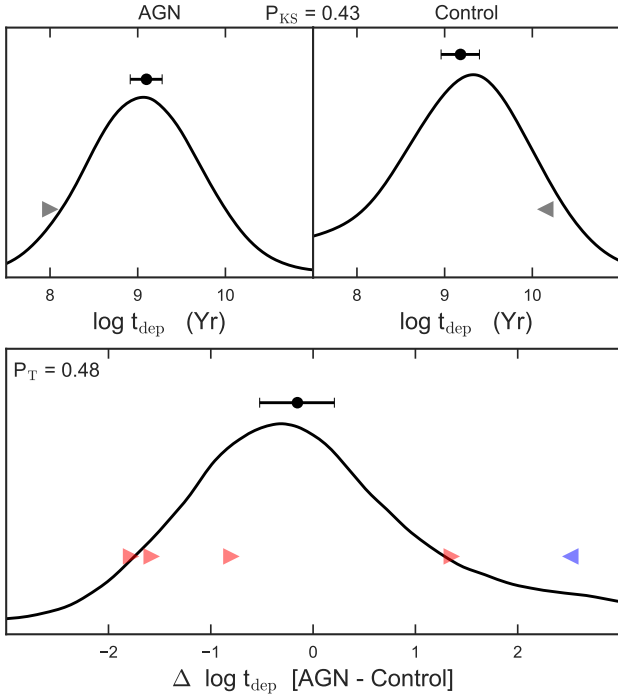 AGN P_KS = 0.43 Control
8 9 10 8 9 10
log t_dep (Yr) log t_dep (Yr)
P_T = 0.48
−2 −1 0 1 2
Δ log t_dep [AGN - Control]